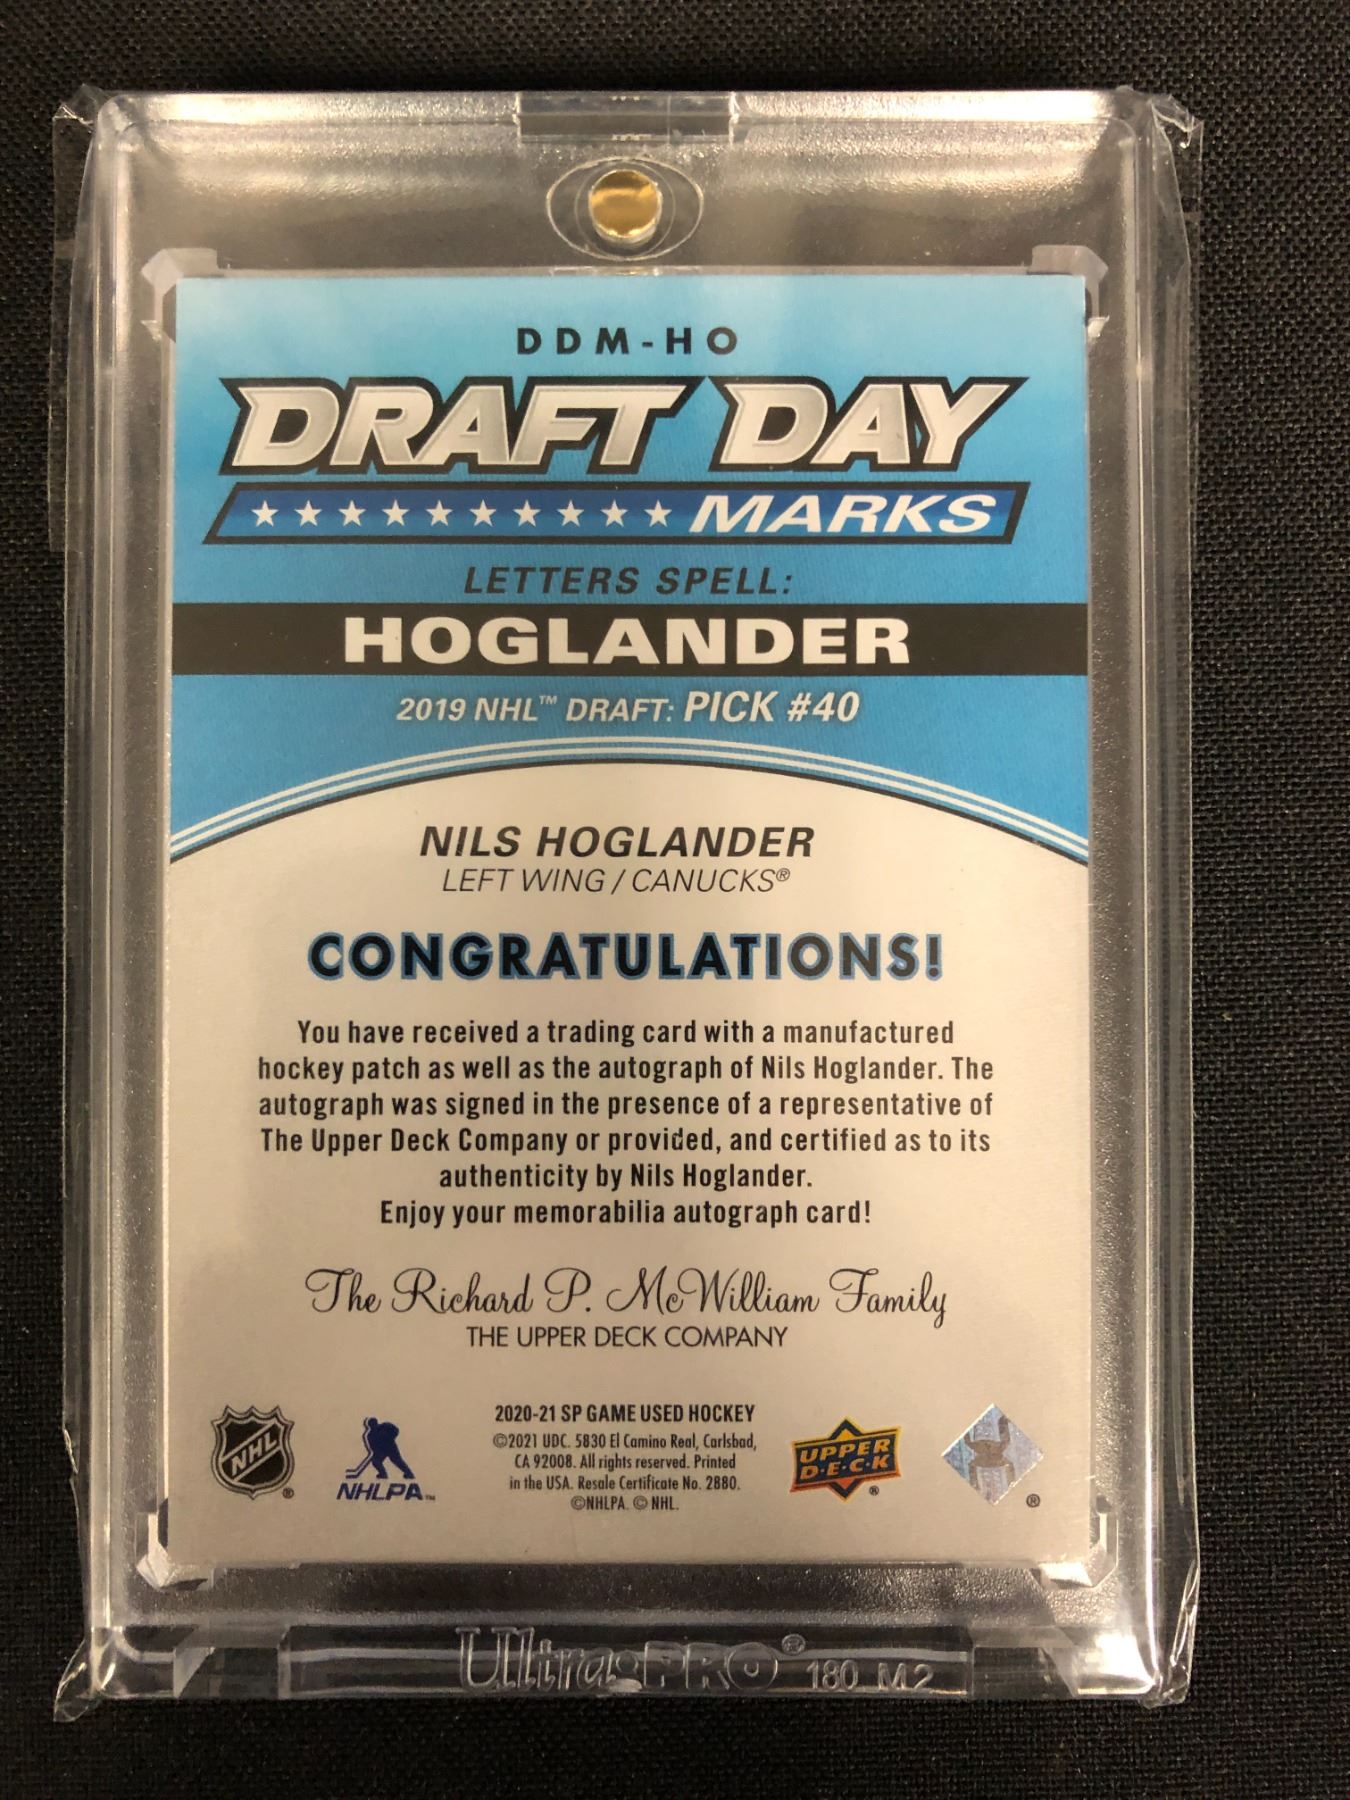 DDM-HO
DRAFT DAY
MARKS
LETTERS SPELL:
HOGLANDER
2019 NHL™ DRAFT: PICK #40
NILS HOGLANDER
LEFT WING / CANUCKS®
CONGRATULATIONS!
You have received a trading card with a manufactured
hockey patch as well as the autograph of Nils Hoglander. The
autograph was signed in the presence of a representative of
The Upper Deck Company or provided, and certified as to its
authenticity by Nils Hoglander.
Enjoy your memorabilia autograph card!
The Richard P. McWilliam Family
THE UPPER DECK COMPANY
NHL ®
NHLPA™
2020-21 SP GAME USED HOCKEY
©2021 UDC. 5830 El Camino Real, Carlsbad,
CA 92008. All rights reserved. Printed
in the USA. Resale Certificate No. 2880.
©NHLPA. © NHL.
UPPER
D·E·C·K ®
®
Ultra·PRO® 180 M2